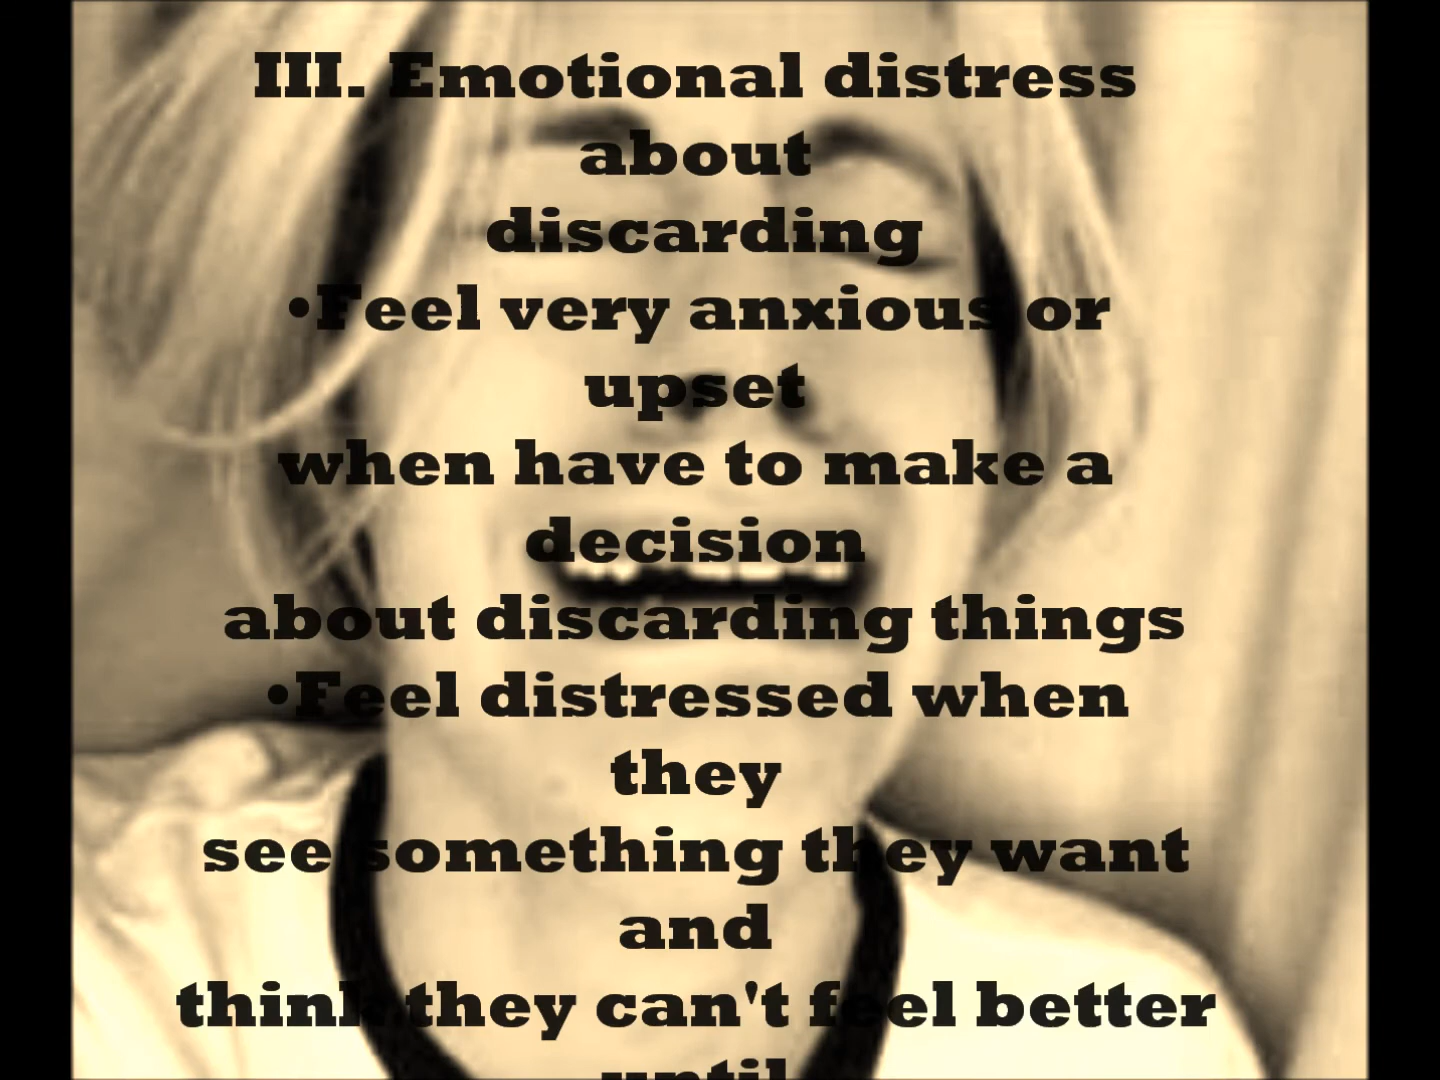 III. Emotional distress
about
discarding
•Feel very anxious or
upset
when have to make a
decision
about discarding things
•Feel distressed when
they
see something they want
and
think they can't feel better
until